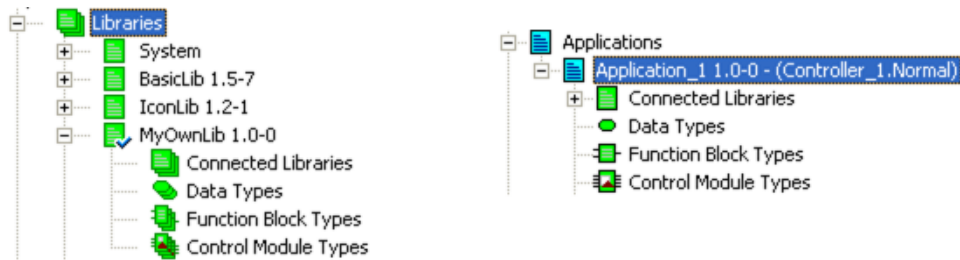 Libraries
System
BasicLib 1.5-7
IconLib 1.2-1
MyOwnLib 1.0-0
Connected Libraries
Data Types
Function Block Types
Control Module Types
Applications
Application_1 1.0-0 - (Controller_1.Normal)
Connected Libraries
Data Types
Function Block Types
Control Module Types